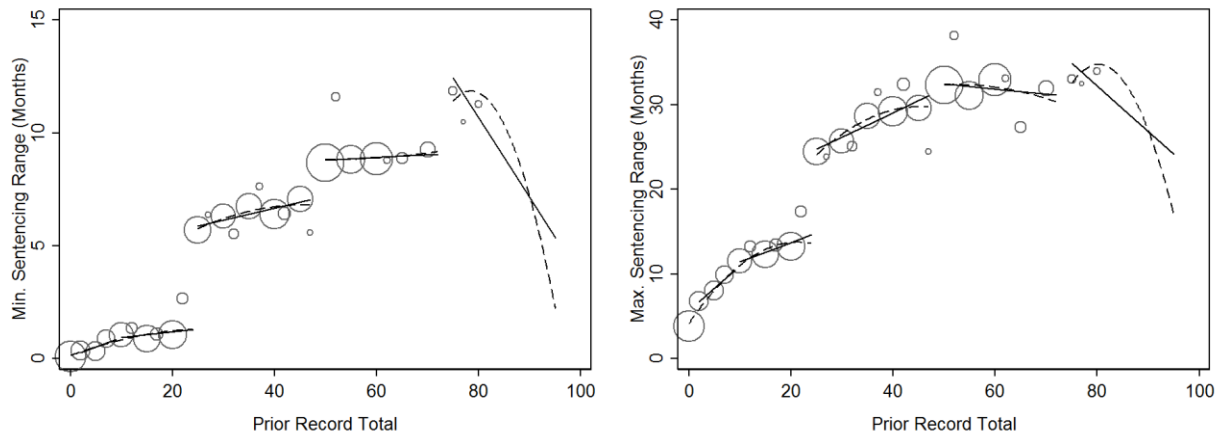 Min. Sentencing Range (Months)
15
10
5
0
0 20 40 60 80 100
Prior Record Total
Max. Sentencing Range (Months)
40
30
20
10
0
0 20 40 60 80 100
Prior Record Total